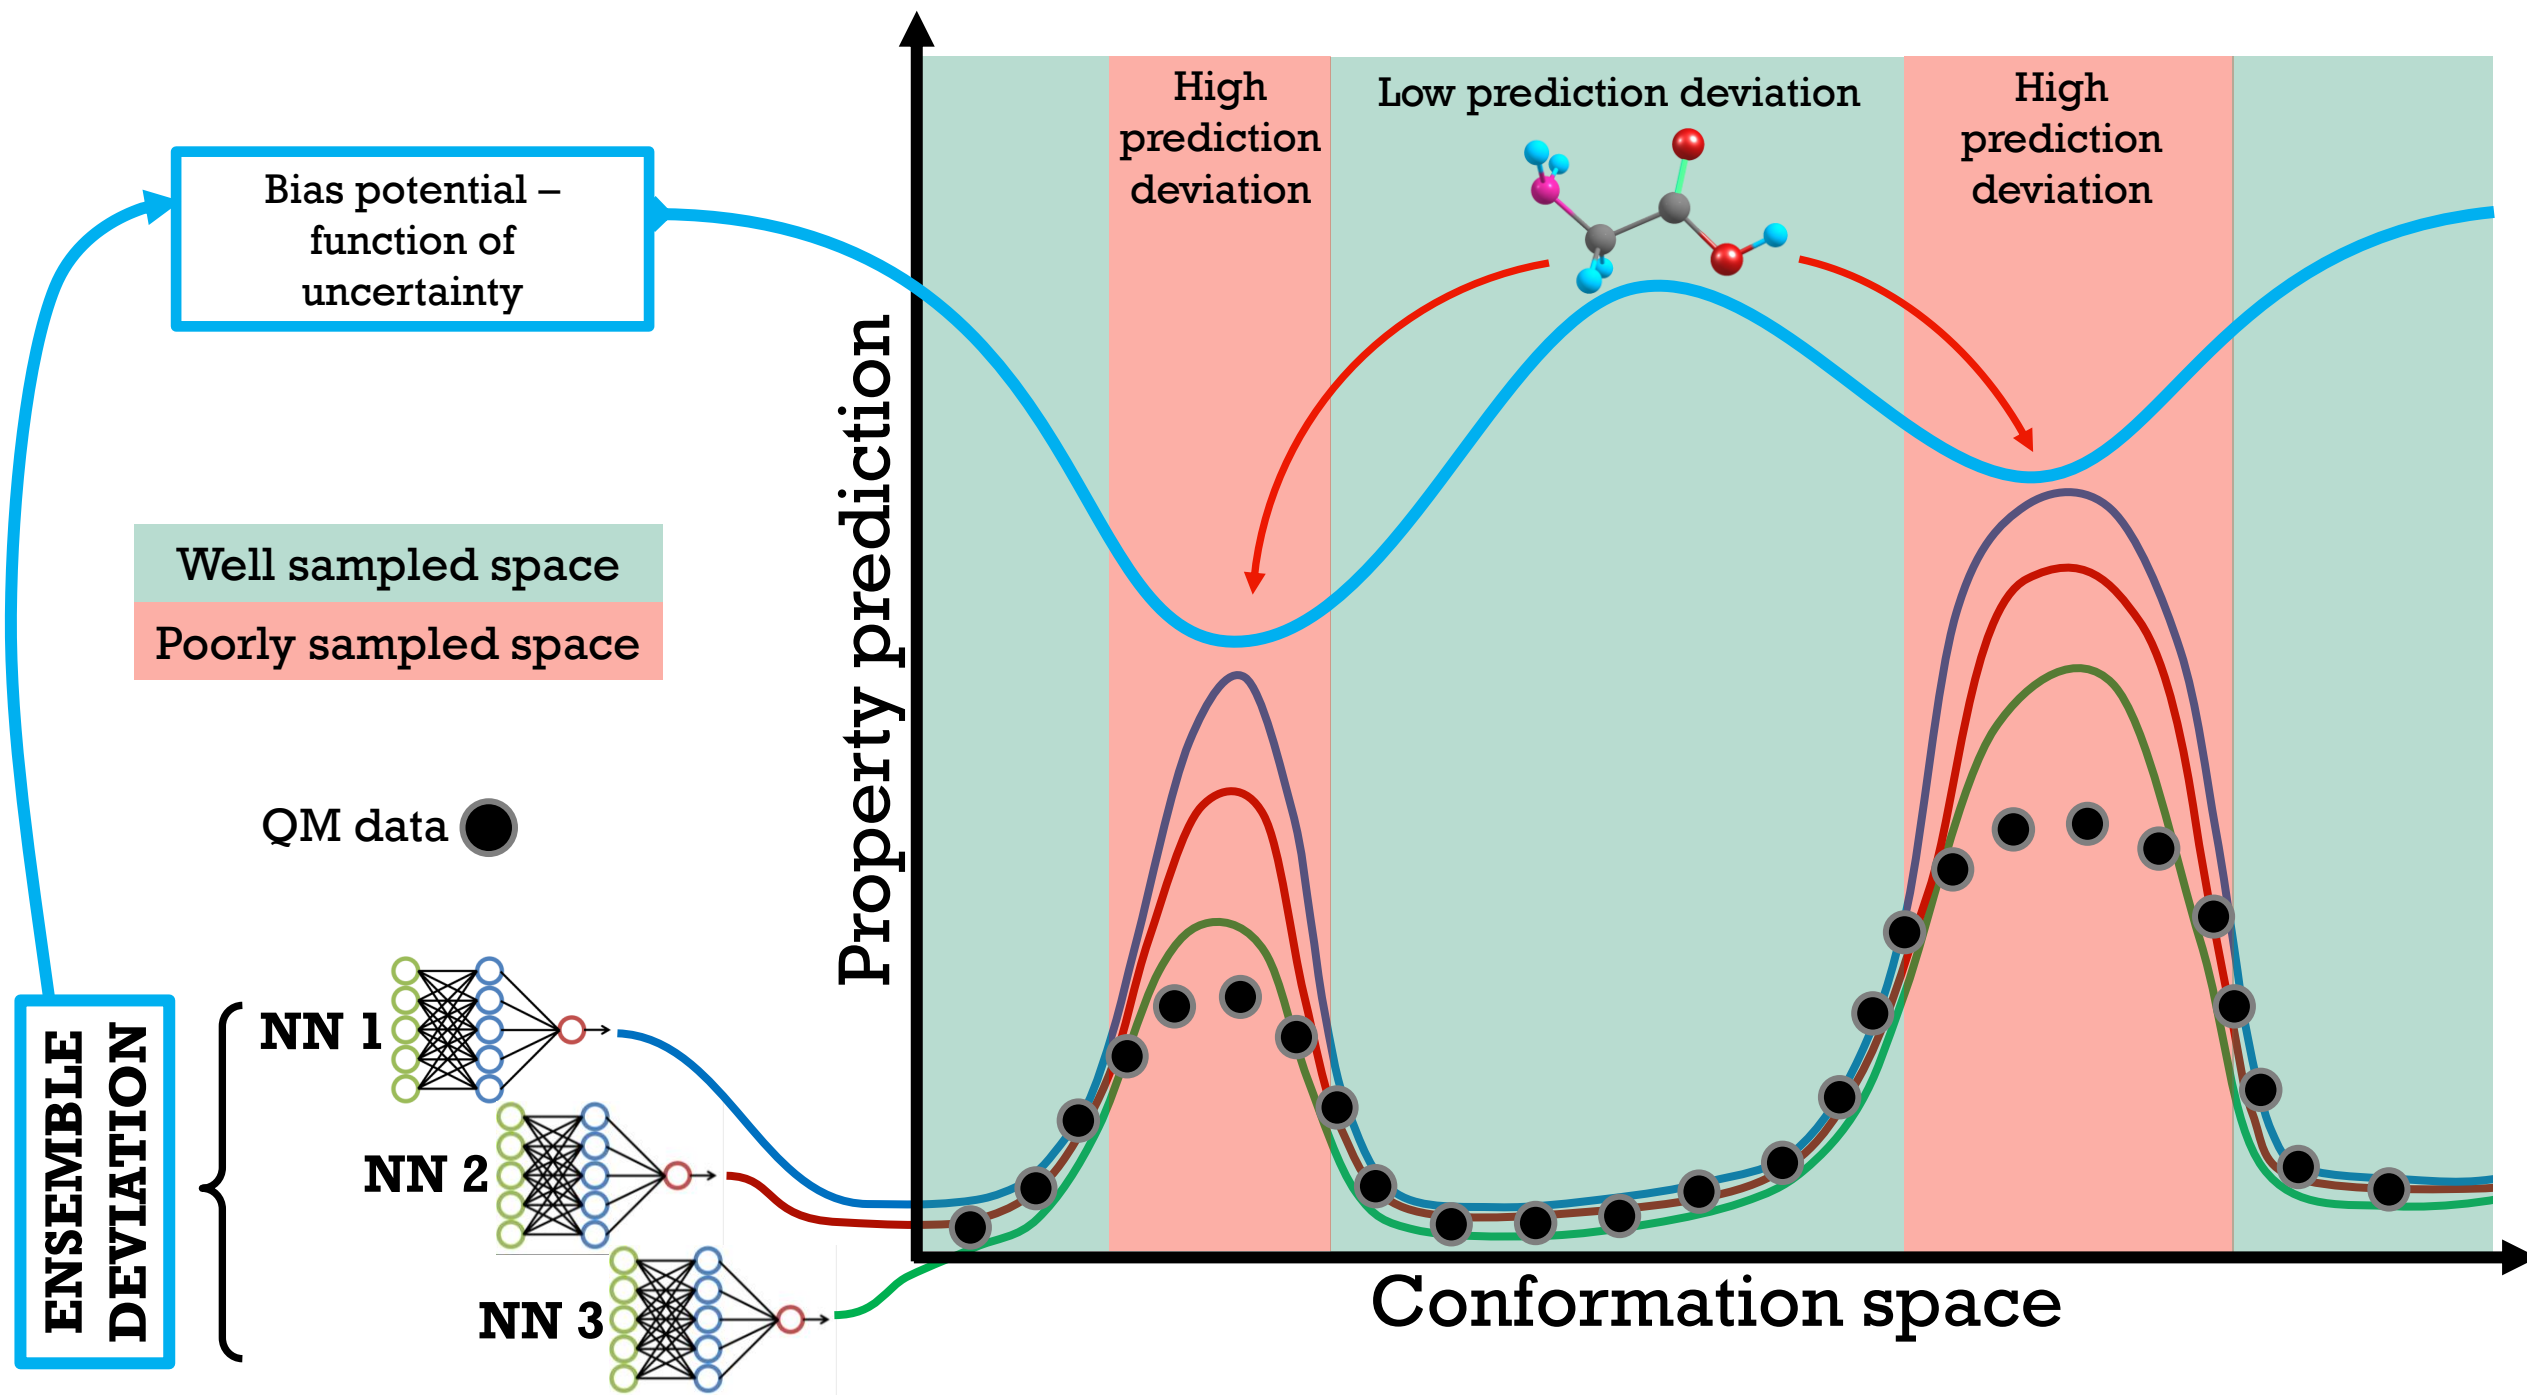 High
prediction
deviation
Low prediction deviation
High
prediction
deviation
Bias potential –
function of
uncertainty
Well sampled space
Poorly sampled space
QM data
Property prediction
ENSEMBLE
DEVIATION
NN 1
NN 2
NN 3
Conformation space